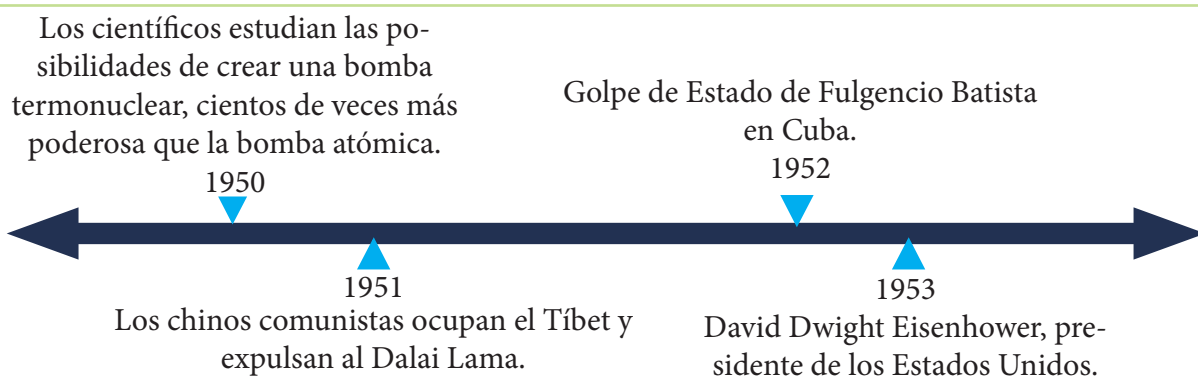 Los científicos estudian las po-
sibilidades de crear una bomba
termonuclear, cientos de veces más
poderosa que la bomba atómica.
1950
Golpe de Estado de Fulgencio Batista
en Cuba.
1952
1951
Los chinos comunistas ocupan el Tíbet y
expulsan al Dalai Lama.
1953
David Dwight Eisenhower, pre-
sidente de los Estados Unidos.